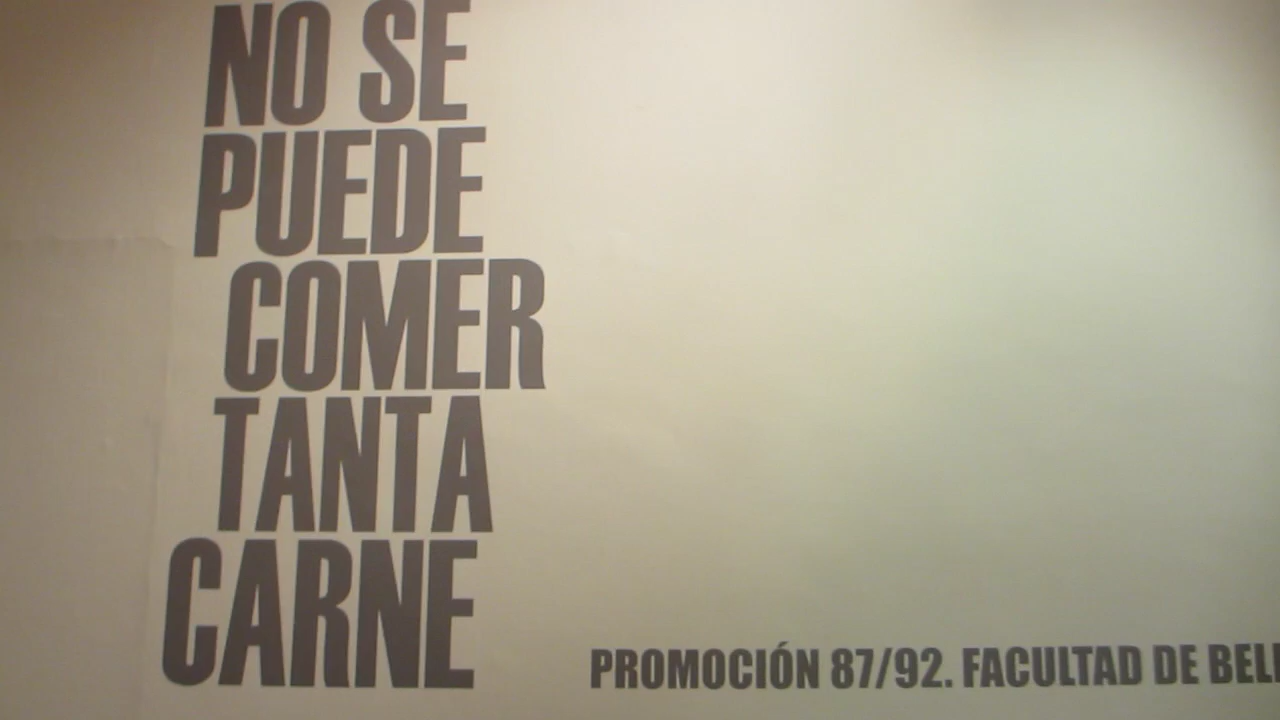 NO SE
PUEDE
COMER
TANTA
CARNE
PROMOCIÓN 87/92. FACULTAD DE